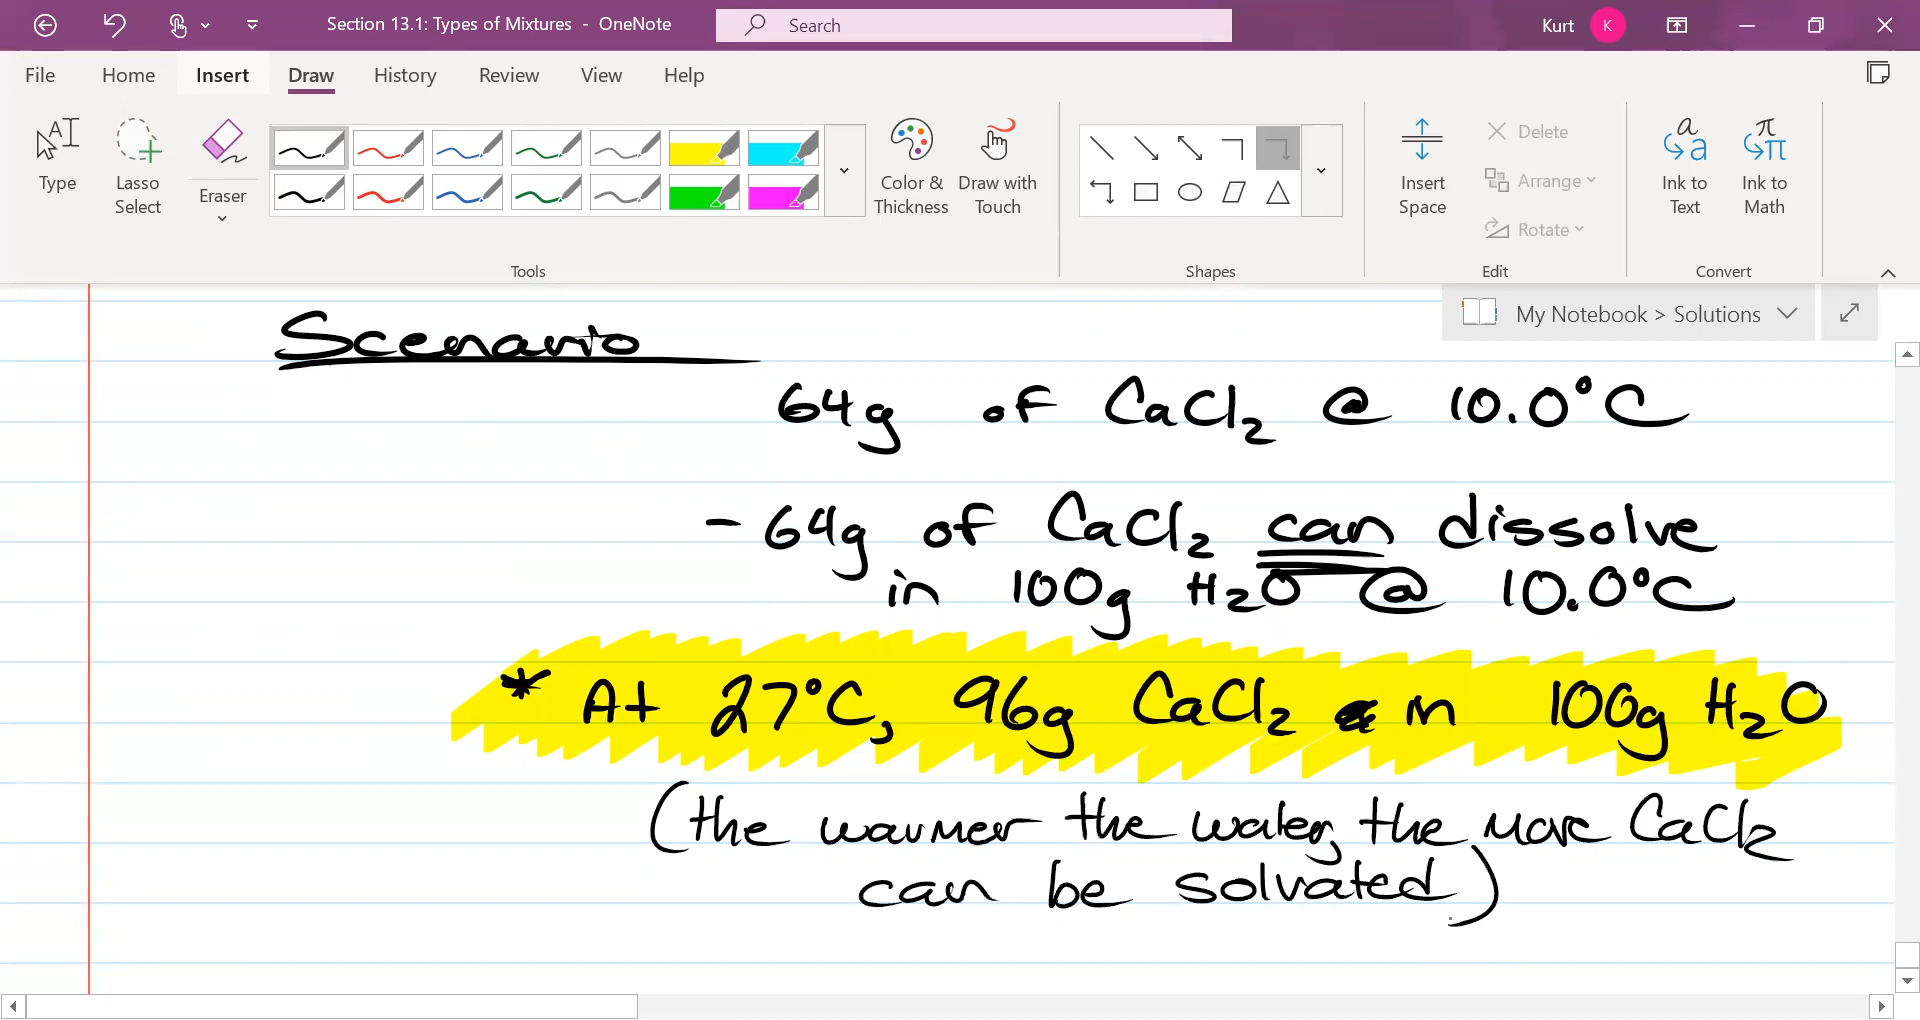 Section 13.1: Types of Mixtures - OneNote
Search
Kurt
K
File Home Insert Draw History Review View Help
Type
Lasso Select
Eraser
Color & Thickness
Draw with Touch
Insert Space
Delete
Arrange
Rotate
Ink to Text
Ink to Math
Tools
Shapes
Edit
Convert
My Notebook > Solutions
Scenario
64g of CaCl₂ @ 10.0°C
- 64g of CaCl₂ can dissolve
in 100g H₂O @ 10.0°C
* At 27°C, 96g CaCl₂ in 100g H₂O
(the warmer the water, the more CaCl₂
can be solvated)